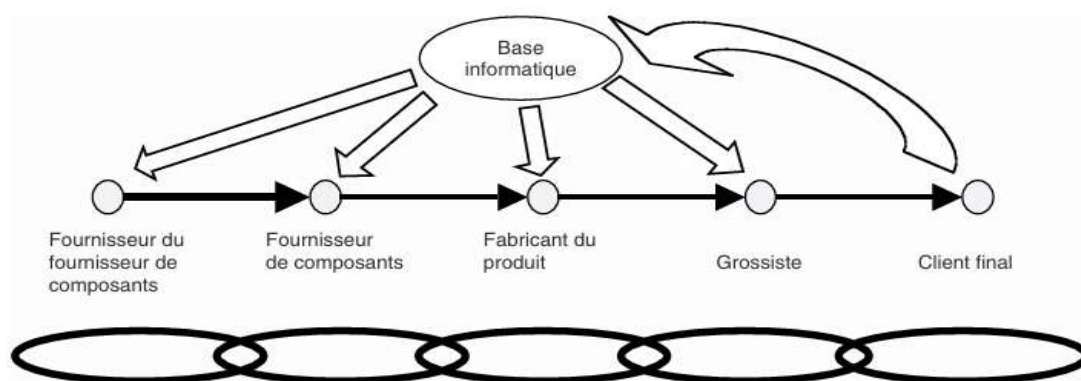 Base
informatique
Fournisseur du
fournisseur de
composants
Fournisseur
de composants
Fabricant du
produit
Grossiste
Client final